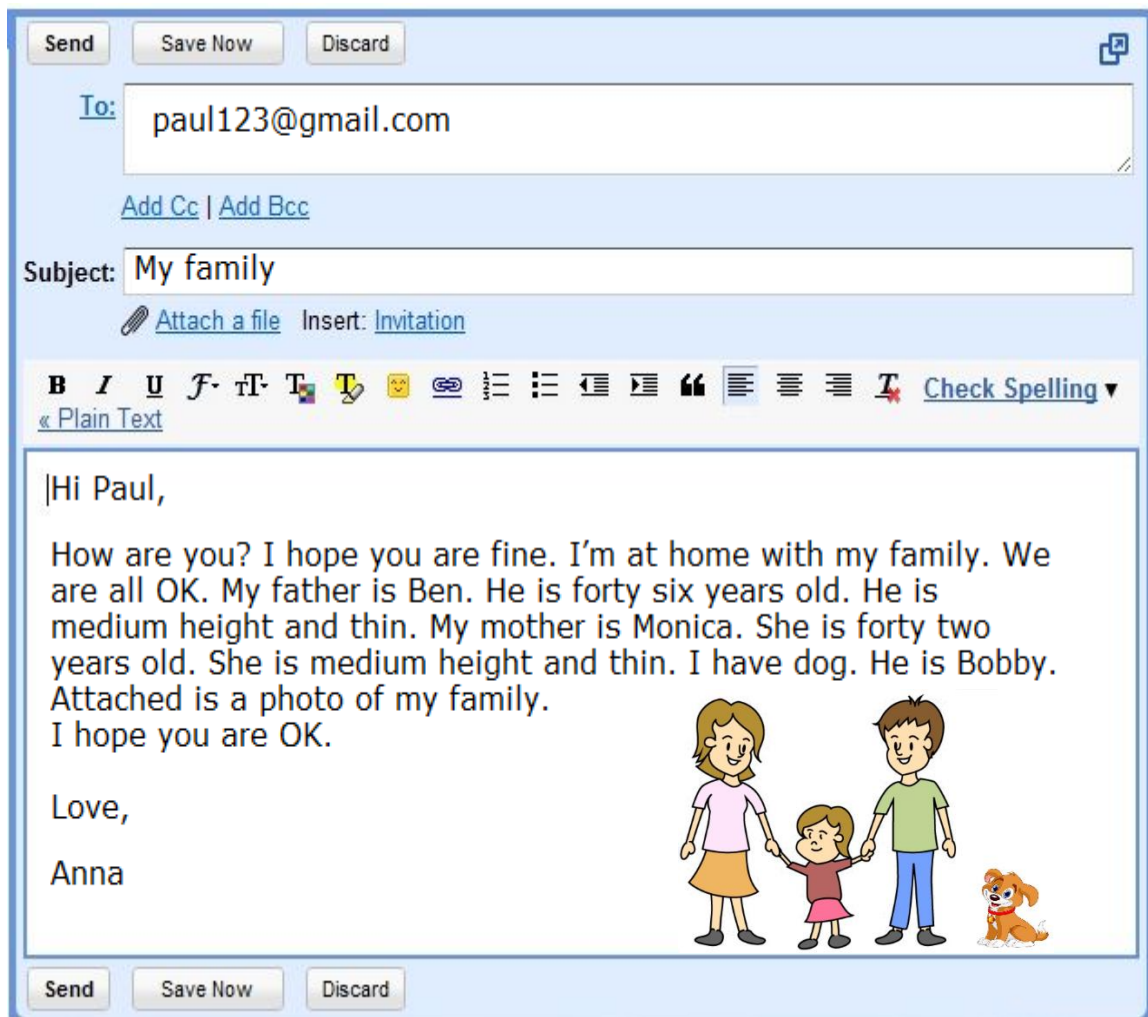 Send Save Now Discard
To: paul123@gmail.com
Add Cc | Add Bcc
Subject: My family
Attach a file Insert: Invitation
B I U F T T T Check Spelling
« Plain Text
Hi Paul,
How are you? I hope you are fine. I'm at home with my family. We
are all OK. My father is Ben. He is forty six years old. He is
medium height and thin. My mother is Monica. She is forty two
years old. She is medium height and thin. I have dog. He is Bobby.
Attached is a photo of my family.
I hope you are OK.
Love,
Anna
Send Save Now Discard